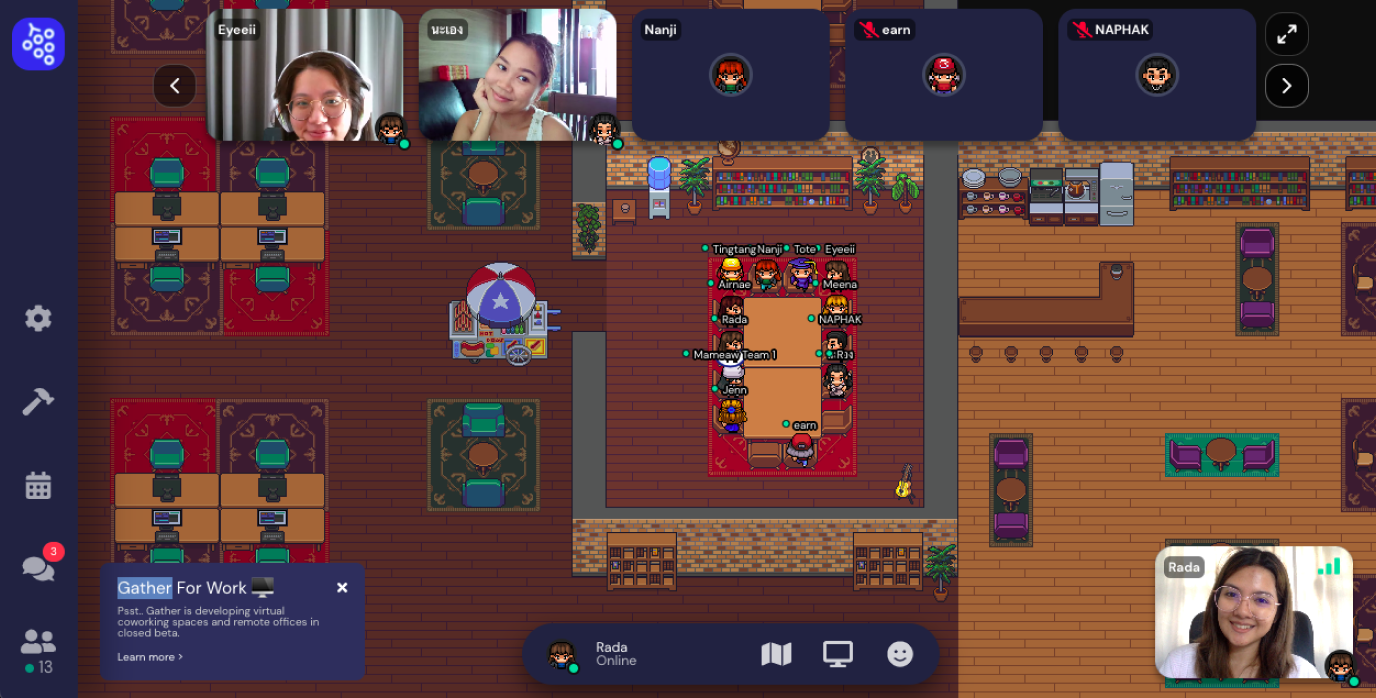 Eyeeii
นะเอง
Nanji
earn
NAPHAK
Tingtang
Nanji
Tote
Eyeeii
Airnae
Meena
Rada
NAPHAK
Mameaw Team 1
Jenn
earn
3
13
Gather For Work
Psst.. Gather is developing virtual
coworking spaces and remote offices in
closed beta.
Learn more >
Rada
Online
Rada